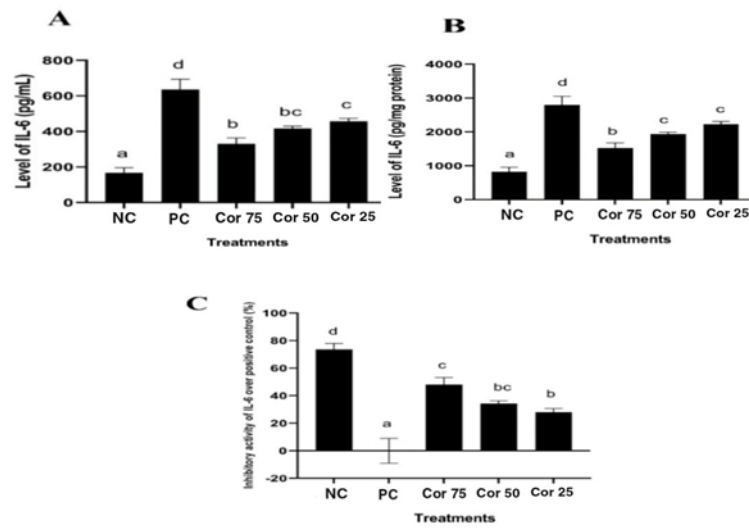 A
Level of IL-6 (pg/mL)
800
600
400
200
0
a
d
b
bc
c
NC PC Cor 75 Cor 50 Cor 25
Treatments
B
Level of IL-6 (pg/mg protein)
4000
3000
2000
1000
0
a
d
b
c
c
NC PC Cor 75 Cor 50 Cor 25
Treatments
C
Inhibitory activity of IL-6 over positive control (%)
100
80
60
40
20
0
-20
d
a
c
bc
b
NC PC Cor 75 Cor 50 Cor 25
Treatments